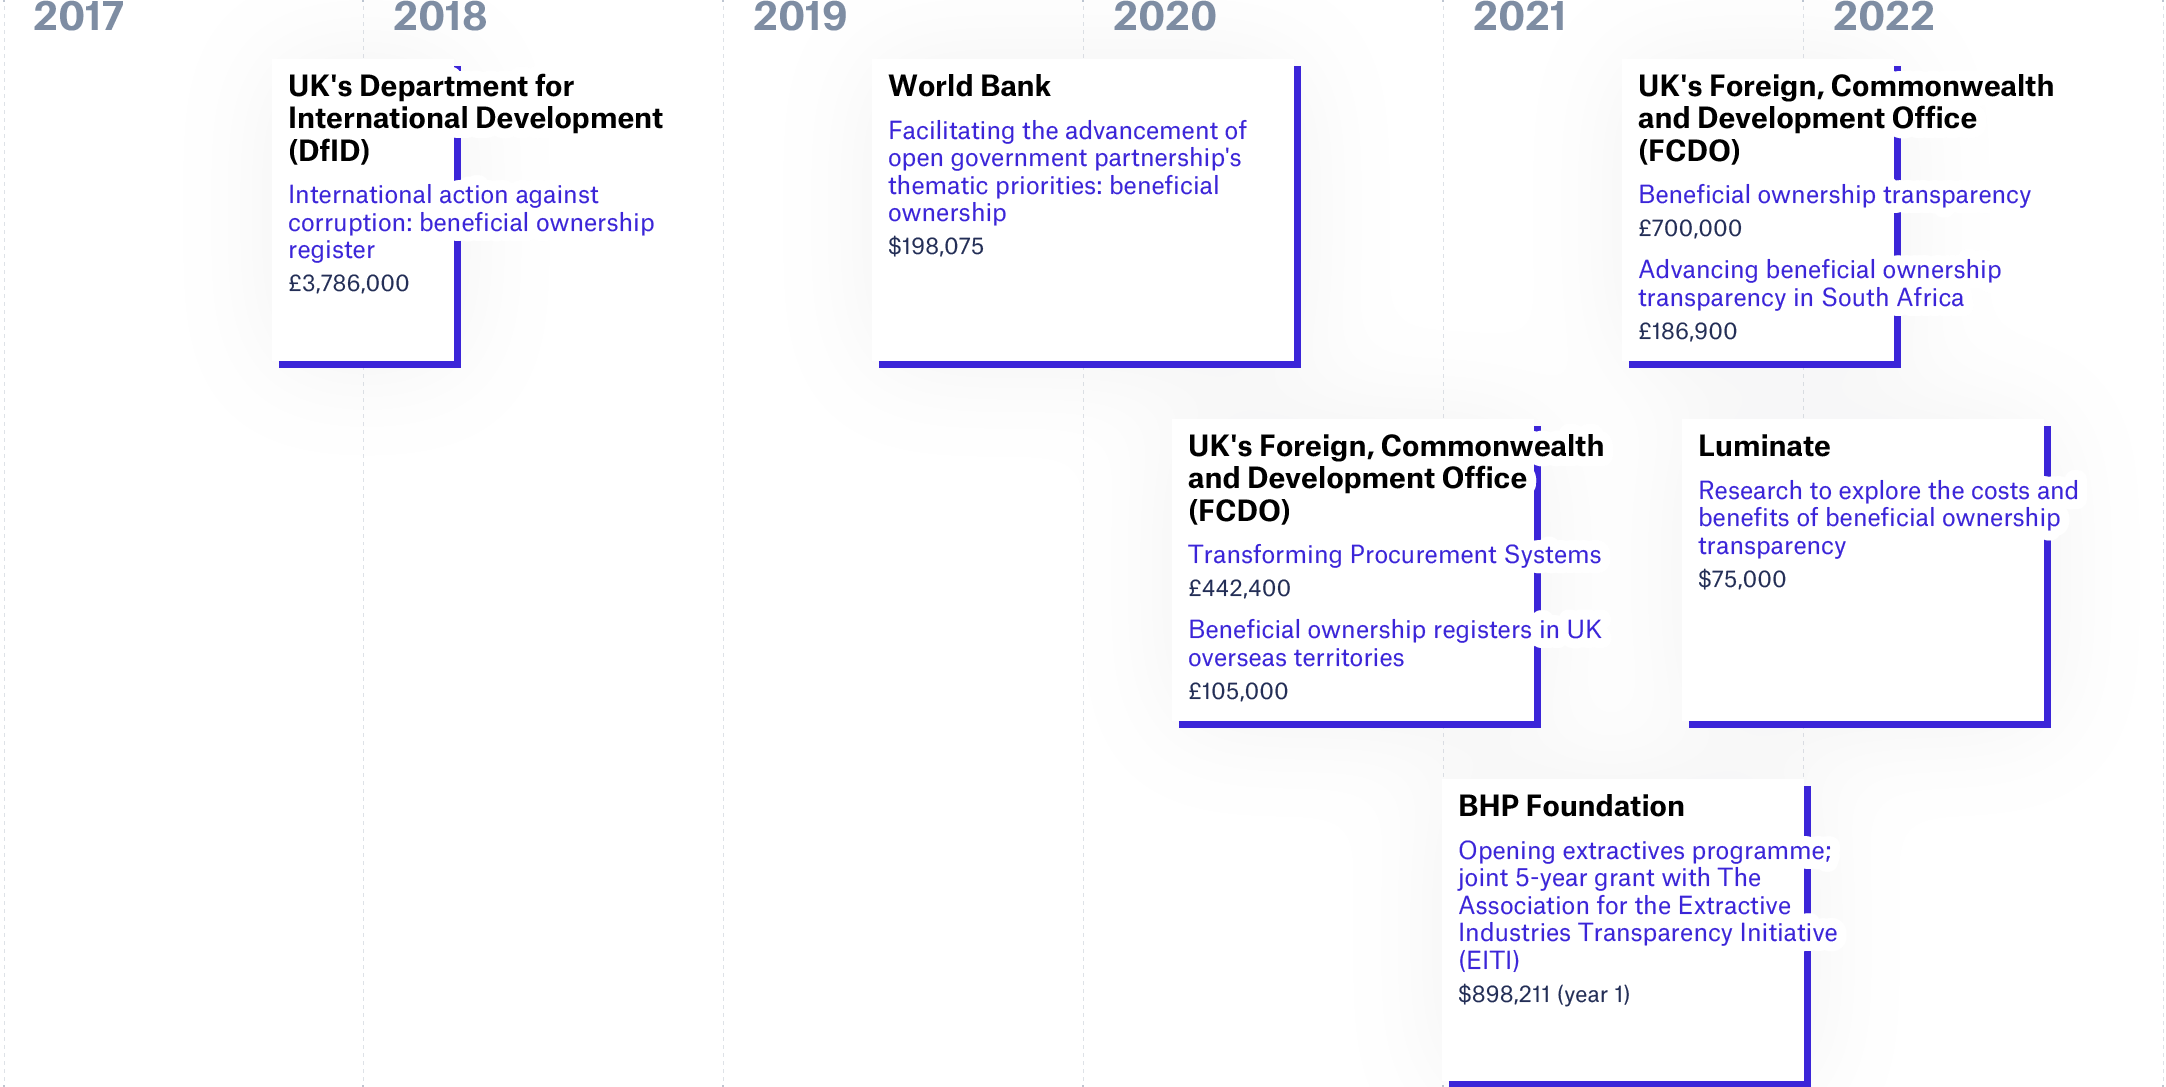 2017
2018
2019
2020
2021
2022
UK's Department for
International Development
(DfID)
International action against
corruption: beneficial ownership
register
£3,786,000
World Bank
Facilitating the advancement of
open government partnership's
thematic priorities: beneficial
ownership
$198,075
UK's Foreign, Commonwealth
and Development Office
(FCDO)
Beneficial ownership transparency
£700,000
Advancing beneficial ownership
transparency in South Africa
£186,900
UK's Foreign, Commonwealth
and Development Office
(FCDO)
Transforming Procurement Systems
£442,400
Beneficial ownership registers in UK
overseas territories
£105,000
Luminate
Research to explore the costs and
benefits of beneficial ownership
transparency
$75,000
BHP Foundation
Opening extractives programme;
joint 5-year grant with The
Association for the Extractive
Industries Transparency Initiative
(EITI)
$898,211 (year 1)